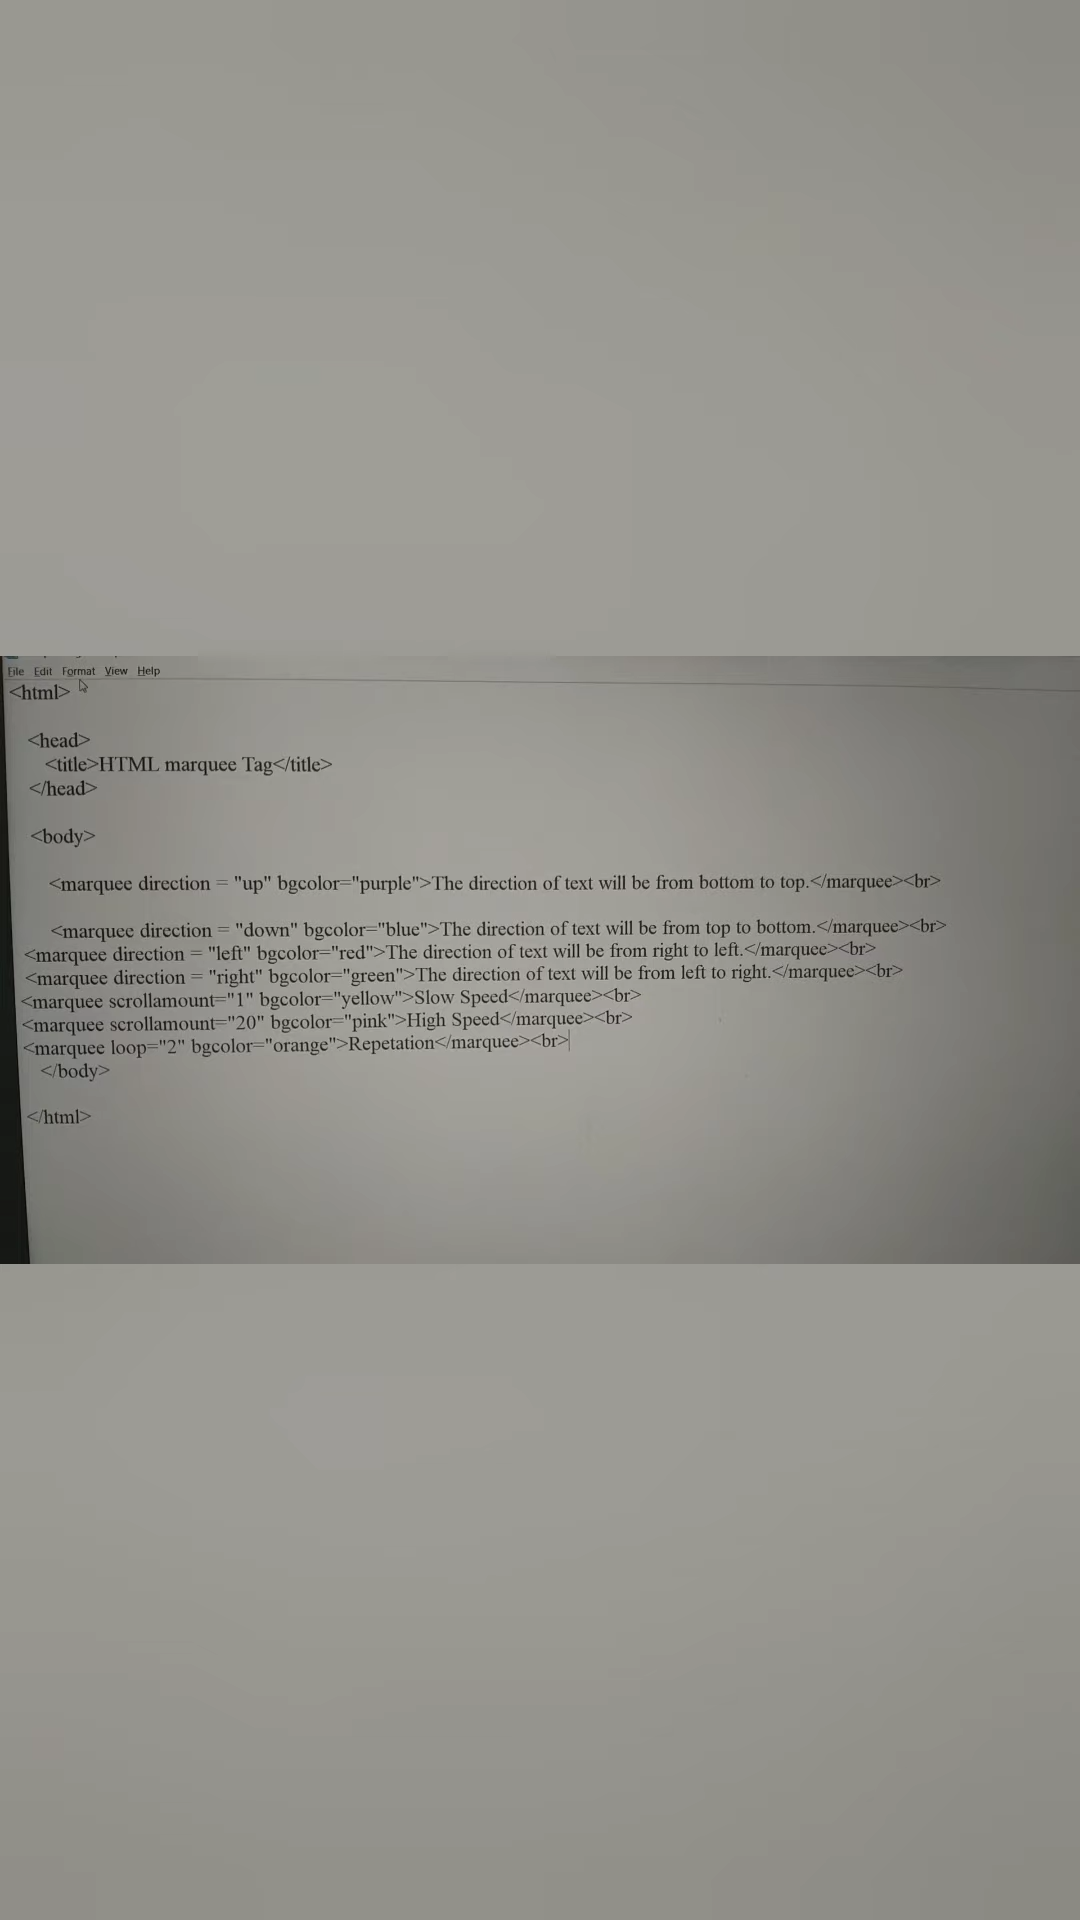 File Edit Format View Help
<html>
<head>
<title>HTML marquee Tag</title>
</head>
<body>
<marquee direction = "up" bgcolor="purple">The direction of text will be from bottom to top.</marquee><br>
<marquee direction = "down" bgcolor="blue">The direction of text will be from top to bottom.</marquee><br>
<marquee direction = "left" bgcolor="red">The direction of text will be from right to left.</marquee><br>
<marquee direction = "right" bgcolor="green">The direction of text will be from left to right.</marquee><br>
<marquee scrollamount="1" bgcolor="yellow">Slow Speed</marquee><br>
<marquee scrollamount="20" bgcolor="pink">High Speed</marquee><br>
<marquee loop="2" bgcolor="orange">Repetation</marquee><br>
</body>
</html>